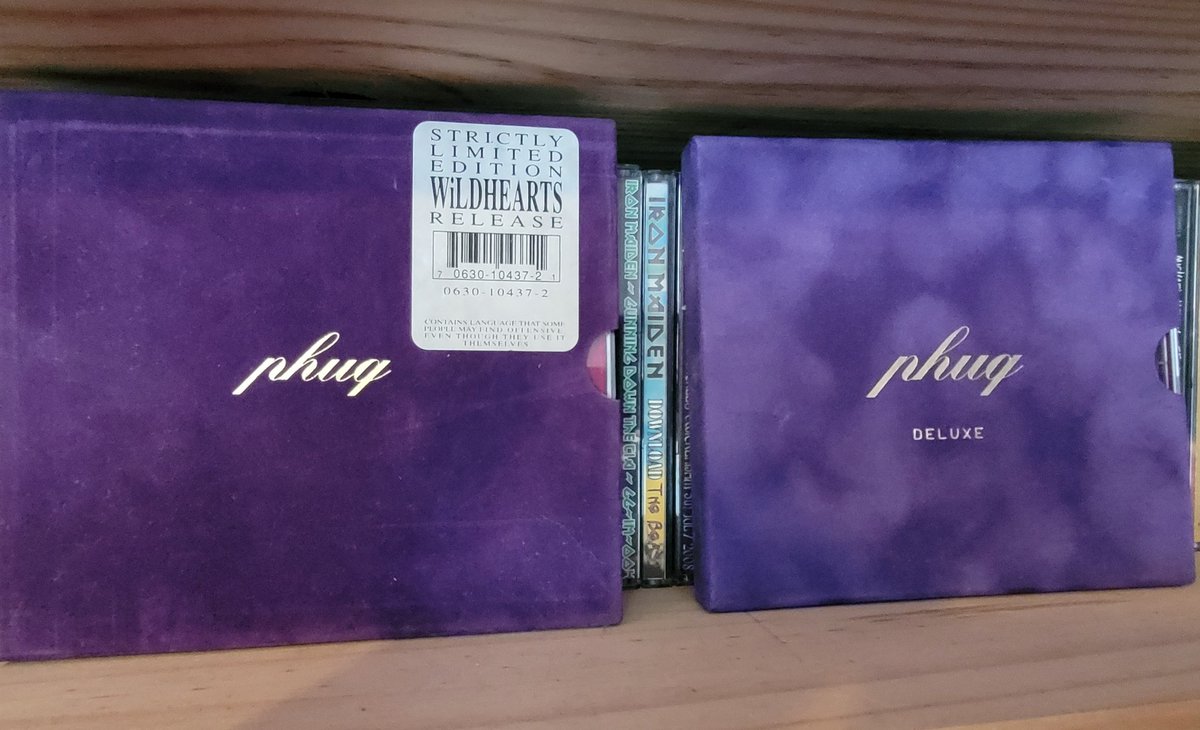 STRICTLY
LIMITED
EDITION
WiLDHEARTS
RELEASE
7 0630-10437-2 1
0630-10437-2
CONTAINS LANGUAGE THAT SOME
PEOPLE MAY FIND OFFENSIVE
EVEN THOUGH THEY USE IT
THEMSELVES
phuq
IRON MAIDEN
IRON MAIDEN DOWNLOAD THE
phuq
DELUXE